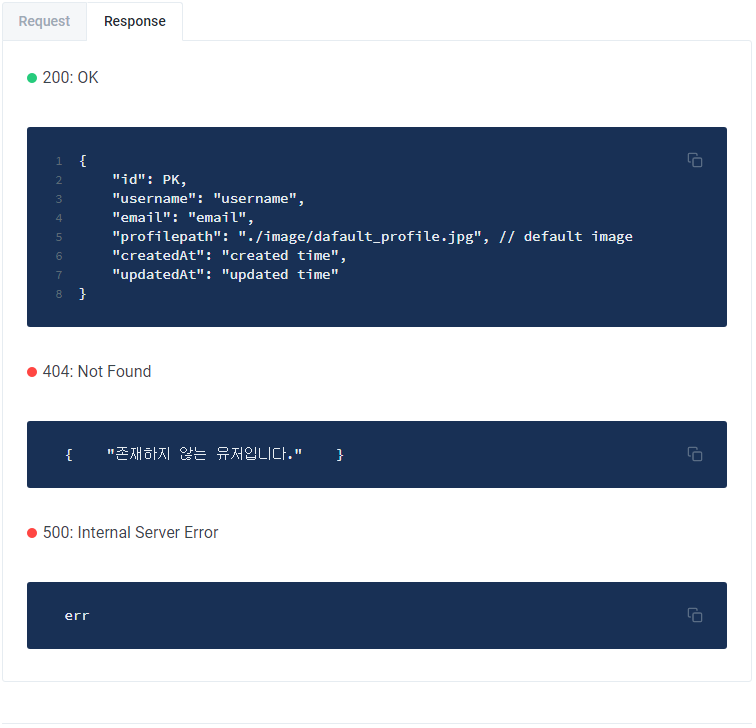 Request Response
200: OK
1 {
2 "id": PK,
3 "username": "username",
4 "email": "email",
5 "profilepath": "./image/dafault_profile.jpg", // default image
6 "createdAt": "created time",
7 "updatedAt": "updated time"
8 }
404: Not Found
{ "존재하지 않는 유저입니다." }
500: Internal Server Error
err